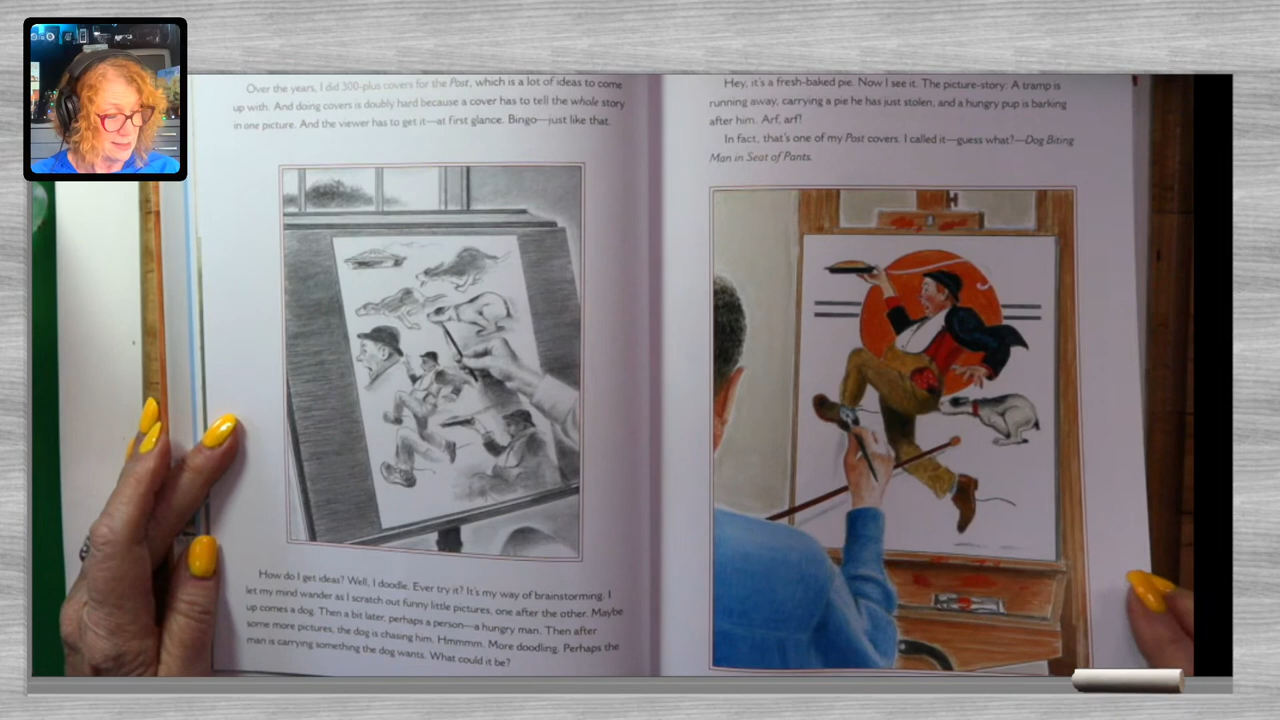 Over the years, I did 300-plus covers for the Post, which is a lot of ideas to come
up with. And doing covers is doubly hard because a cover has to tell the whole story
in one picture. And the viewer has to get it—at first glance. Bingo—just like that.
How do I get ideas? Well, I doodle. Ever try it? It's my way of brainstorming. I
let my mind wander as I scratch out funny little pictures, one after the other. Maybe
up comes a dog. Then a bit later, perhaps a person—a hungry man. Then after
some more pictures, the dog is chasing him. Hmmmm. More doodling. Perhaps the
man is carrying something the dog wants. What could it be?
Hey, it's a fresh-baked pie. Now I see it. The picture-story: A tramp is
running away, carrying a pie he has just stolen, and a hungry pup is barking
after him. Arf, arf!
In fact, that's one of my Post covers. I called it—guess what?—Dog Biting
Man in Seat of Pants.